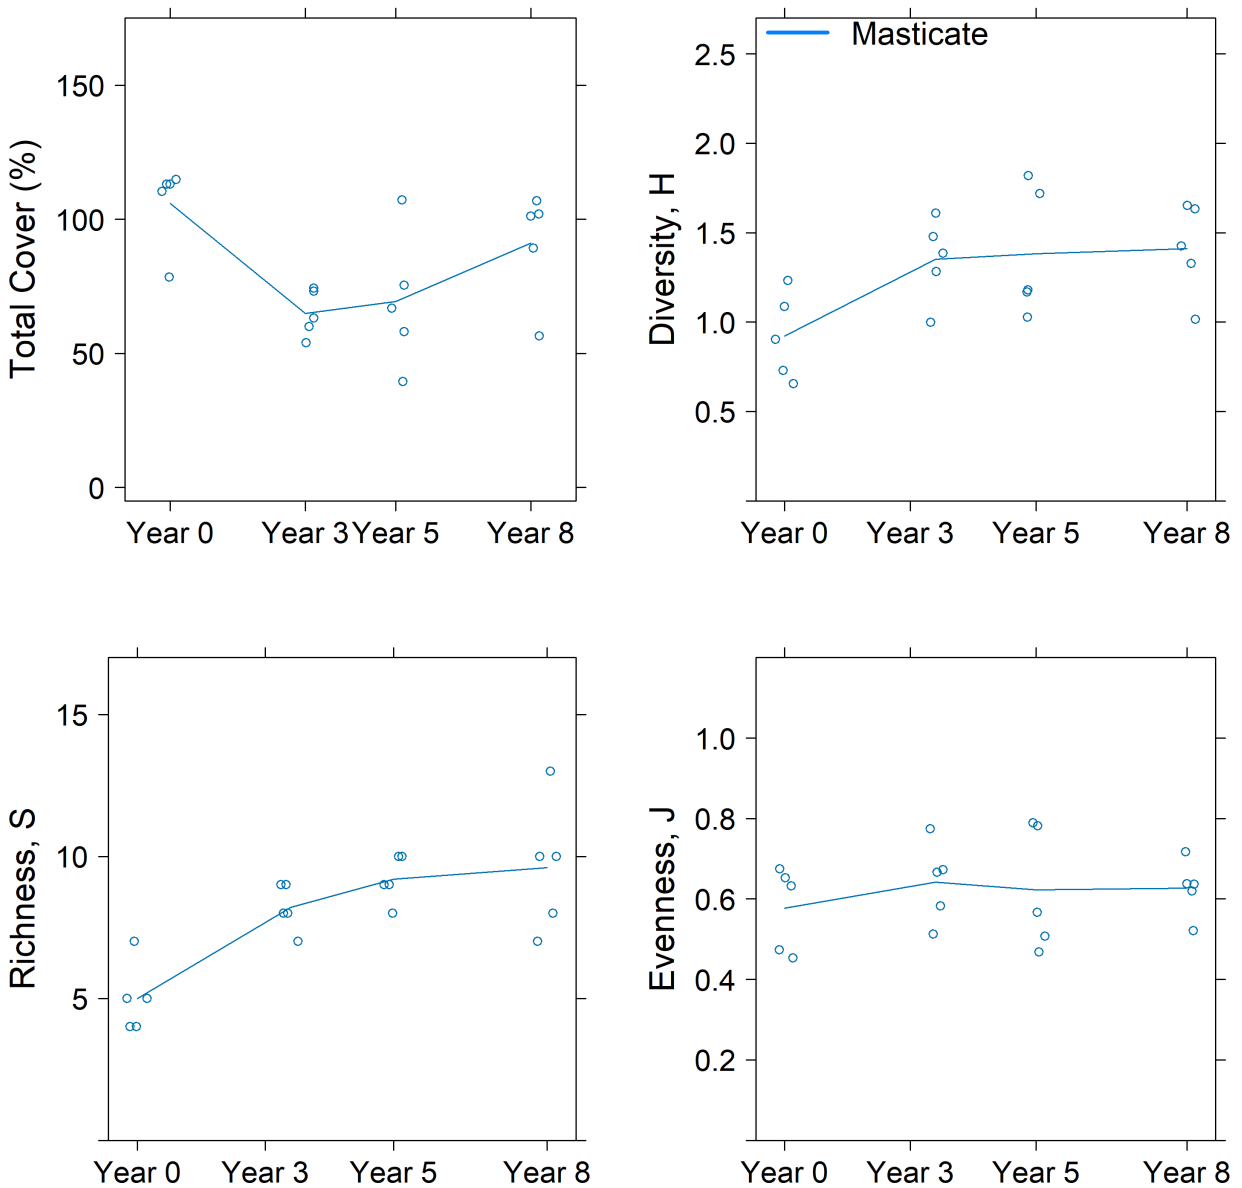 Total Cover (%)
150
100
50
0
Year 0 Year 3 Year 5 Year 8
Masticate
Diversity, H
2.5
2.0
1.5
1.0
0.5
Year 0 Year 3 Year 5 Year 8
Richness, S
15
10
5
Year 0 Year 3 Year 5 Year 8
Evenness, J
1.0
0.8
0.6
0.4
0.2
Year 0 Year 3 Year 5 Year 8